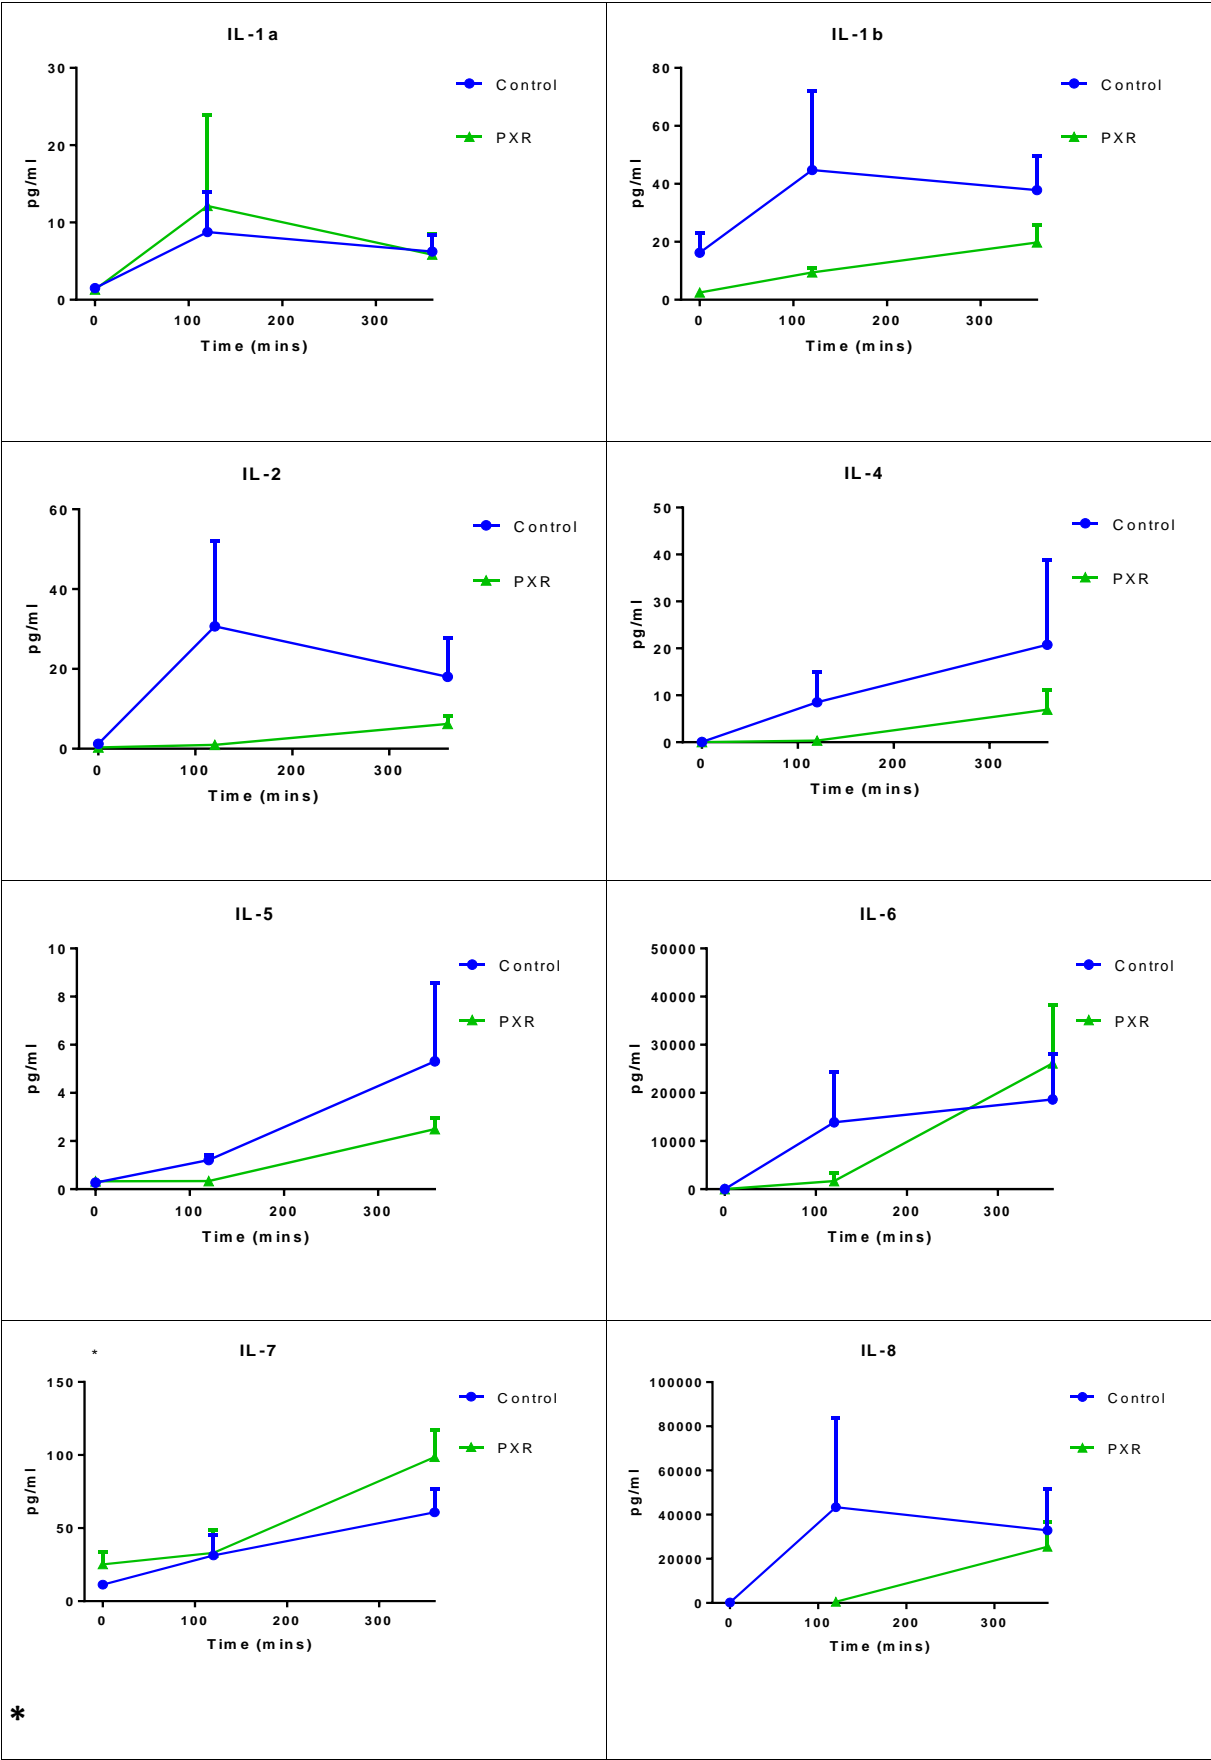 IL-1a
30
20
10
0
pg/ml
0 100 200 300
Time (mins)
Control
PXR
IL-1b
80
60
40
20
0
pg/ml
0 100 200 300
Time (mins)
Control
PXR
IL-2
60
40
20
0
pg/ml
0 100 200 300
Time (mins)
Control
PXR
IL-4
50
40
30
20
10
0
pg/ml
0 100 200 300
Time (mins)
Control
PXR
IL-5
10
8
6
4
2
0
pg/ml
0 100 200 300
Time (mins)
Control
PXR
IL-6
50000
40000
30000
20000
10000
0
pg/ml
0 100 200 300
Time (mins)
Control
PXR
* IL-7
150
100
50
0
pg/ml
0 100 200 300
Time (mins)
Control
PXR
*
IL-8
100000
80000
60000
40000
20000
0
pg/ml
0 100 200 300
Time (mins)
Control
PXR